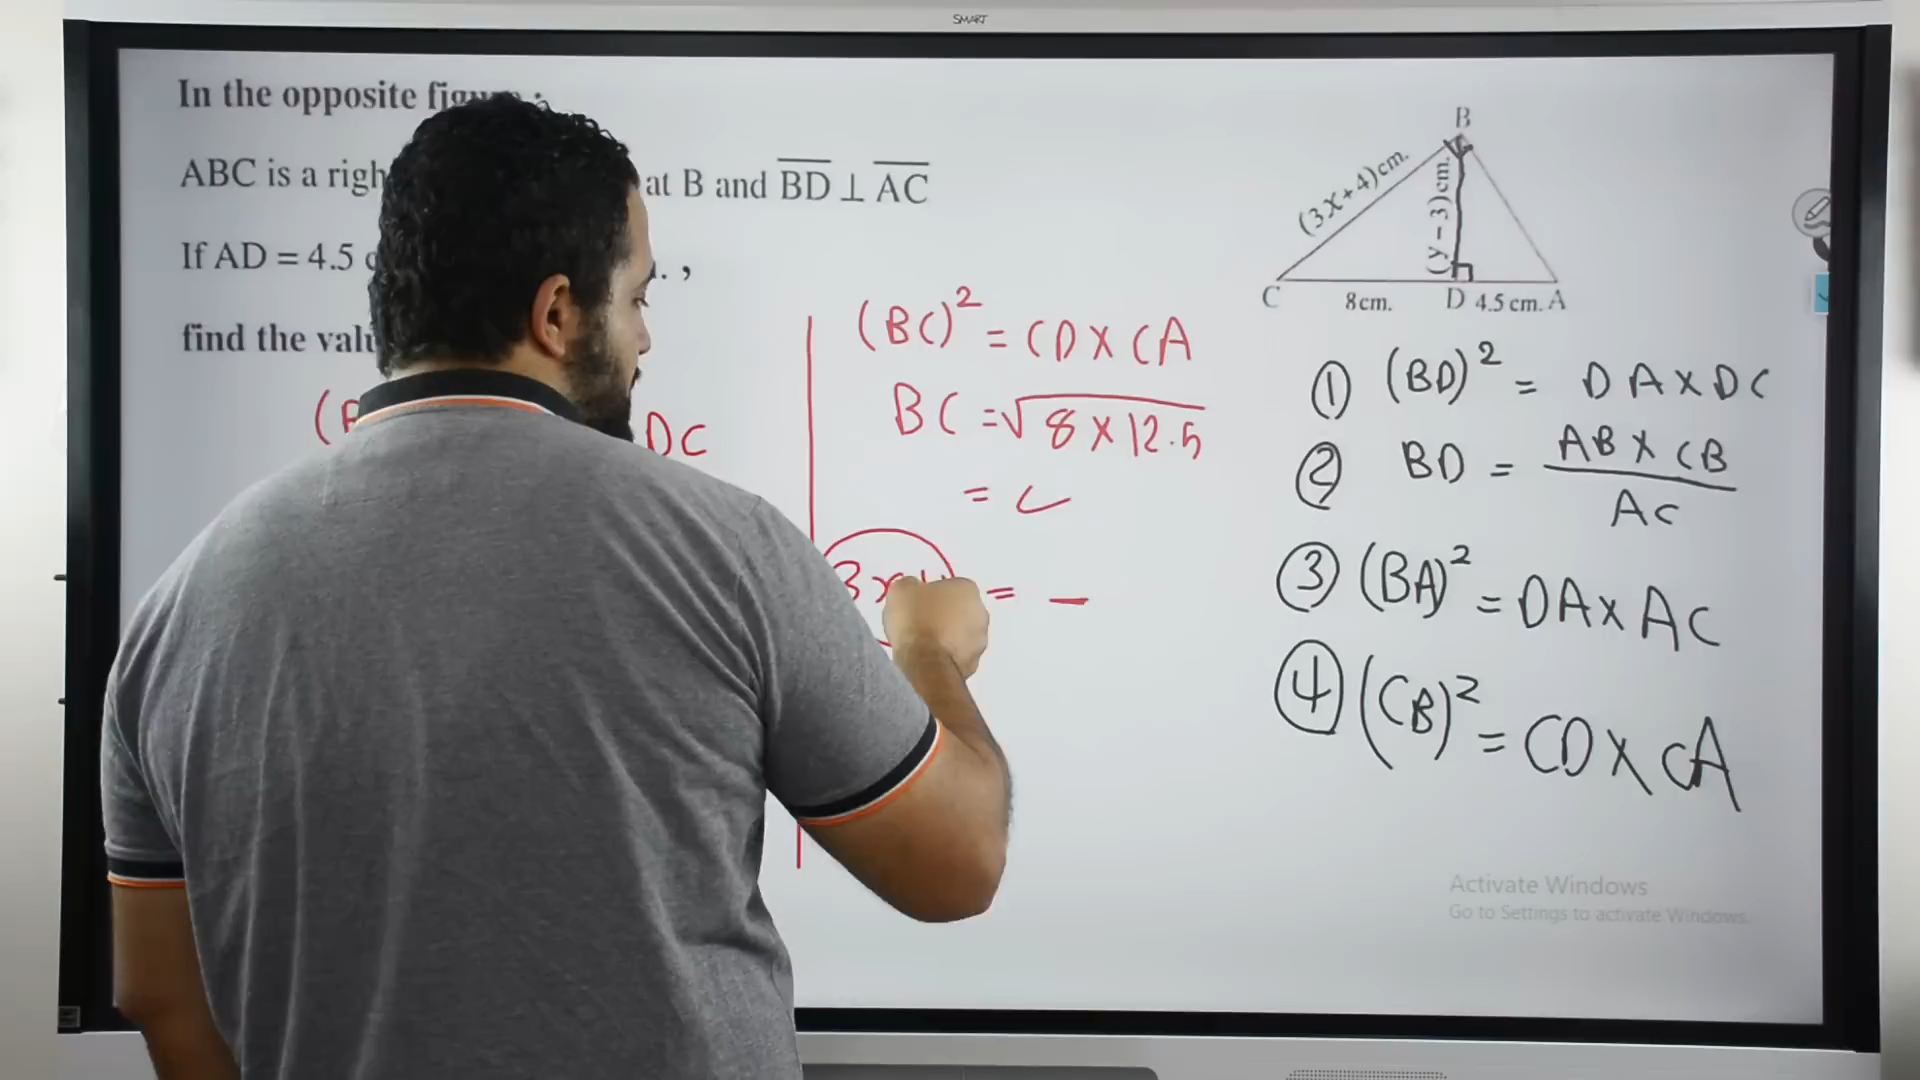 SMART
In the opposite
ABC is a at B and BD ⊥ AC
If AD = 4.5 . ,
find the
B
(3x+4)cm.
(y-3)cm.
C 8cm. D 4.5 cm. A
( DC
(BC)² = CD X CA
BC = √8 X 12.5
=
3x = –
① (BD)² = DA X DC
② BD = AB X CB / AC
③ (BA)² = DA X AC
④ (CB)² = CD X CA
Activate Windows
Go to Settings to activate Windows.